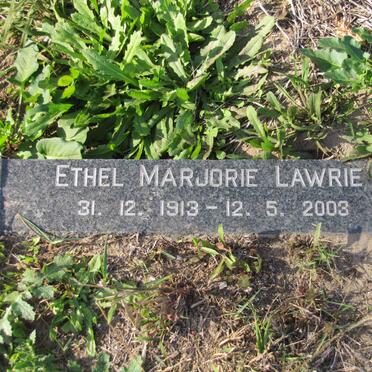 ETHEL MARJORIE LAWRIE
31. 12. 1913 - 12. 5. 2003